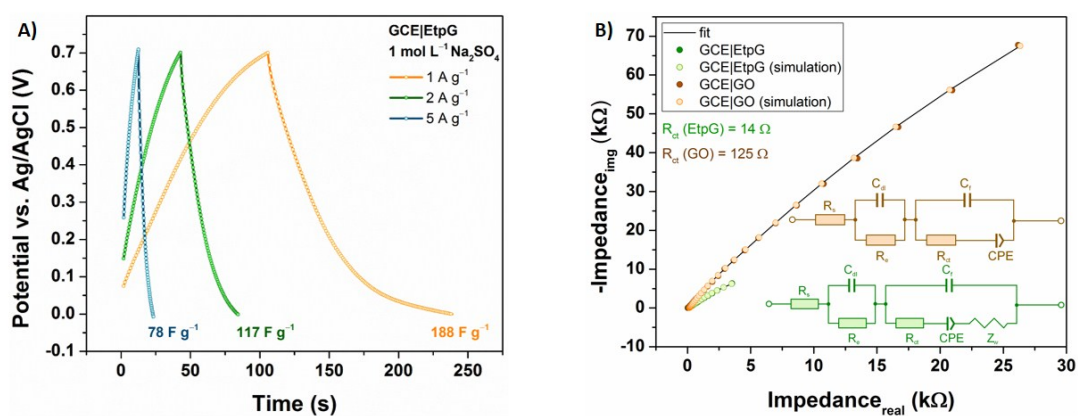 A)
GCE|EtpG
1 mol L⁻¹ Na₂SO₄
1 A g⁻¹
2 A g⁻¹
5 A g⁻¹
0.8
0.7
0.6
0.5
0.4
0.3
0.2
0.1
0.0
-0.1
Potential vs. Ag/AgCl (V)
78 F g⁻¹
117 F g⁻¹
188 F g⁻¹
0
50
100
150
200
250
Time (s)
B)
fit
GCE|EtpG
GCE|EtpG (simulation)
GCE|GO
GCE|GO (simulation)
R_ct (EtpG) = 14 Ω
R_ct (GO) = 125 Ω
70
60
50
40
30
20
10
0
-10
-Impedance_img (kΩ)
C_dl
C_f
R_s
R_e
R_ct
CPE
C_dl
C_f
R_s
R_e
R_ct
CPE
Z_w
0
5
10
15
20
25
30
Impedance_real (kΩ)